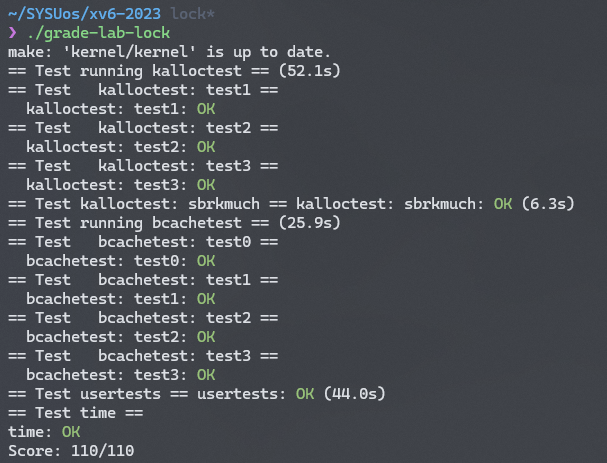 ~/SYSUos/xv6-2023 lock*
❯ ./grade-lab-lock
make: 'kernel/kernel' is up to date.
== Test running kalloctest == (52.1s)
== Test   kalloctest: test1 ==
  kalloctest: test1: OK
== Test   kalloctest: test2 ==
  kalloctest: test2: OK
== Test   kalloctest: test3 ==
  kalloctest: test3: OK
== Test kalloctest: sbrkmuch == kalloctest: sbrkmuch: OK (6.3s)
== Test running bcachetest == (25.9s)
== Test   bcachetest: test0 ==
  bcachetest: test0: OK
== Test   bcachetest: test1 ==
  bcachetest: test1: OK
== Test   bcachetest: test2 ==
  bcachetest: test2: OK
== Test   bcachetest: test3 ==
  bcachetest: test3: OK
== Test usertests == usertests: OK (44.0s)
== Test time ==
time: OK
Score: 110/110